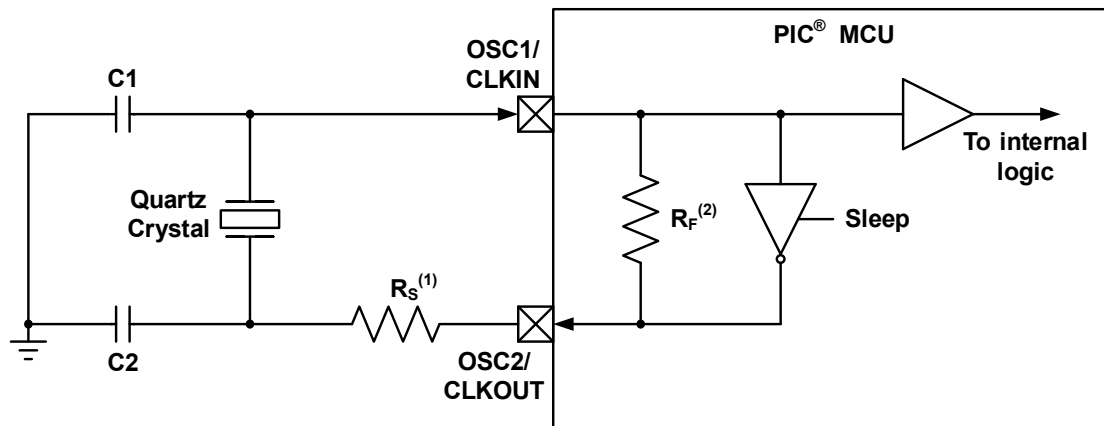 PIC® MCU
OSC1/
CLKIN
C1
To internal
logic
Quartz
Crystal
RF(2)
Sleep
RS(1)
C2
OSC2/
CLKOUT